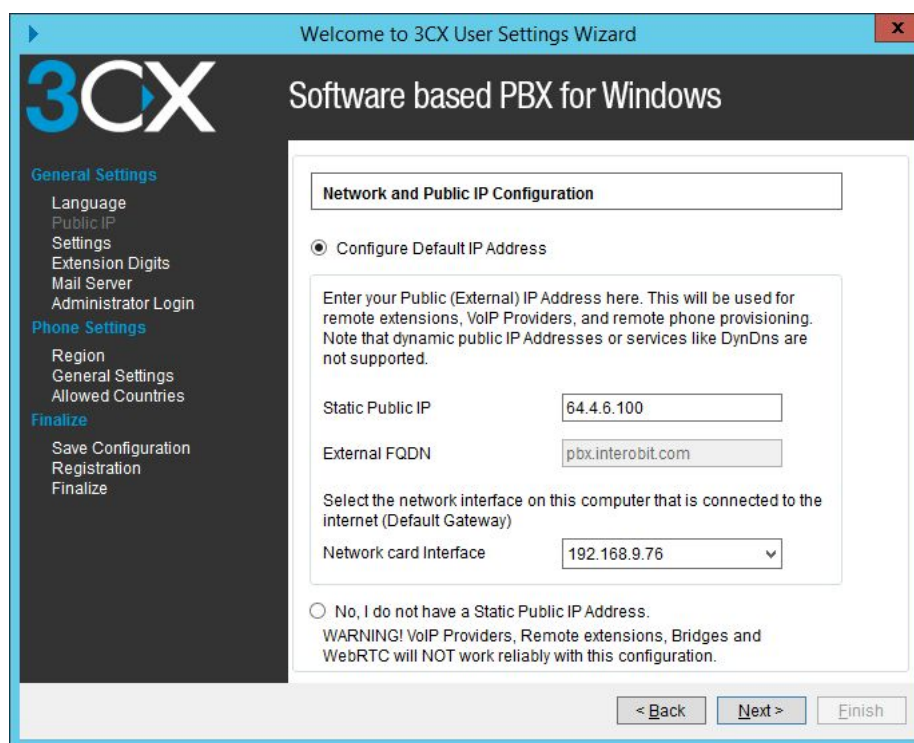 Welcome to 3CX User Settings Wizard
x
3CX
Software based PBX for Windows
General Settings
Language
Public IP
Settings
Extension Digits
Mail Server
Administrator Login
Phone Settings
Region
General Settings
Allowed Countries
Finalize
Save Configuration
Registration
Finalize
Network and Public IP Configuration
Configure Default IP Address
Enter your Public (External) IP Address here. This will be used for
remote extensions, VoIP Providers, and remote phone provisioning.
Note that dynamic public IP Addresses or services like DynDns are
not supported.
Static Public IP 64.4.6.100
External FQDN pbx.interobit.com
Select the network interface on this computer that is connected to the
internet (Default Gateway)
Network card Interface 192.168.9.76
No, I do not have a Static Public IP Address.
WARNING! VoIP Providers, Remote extensions, Bridges and
WebRTC will NOT work reliably with this configuration.
< Back Next > Finish